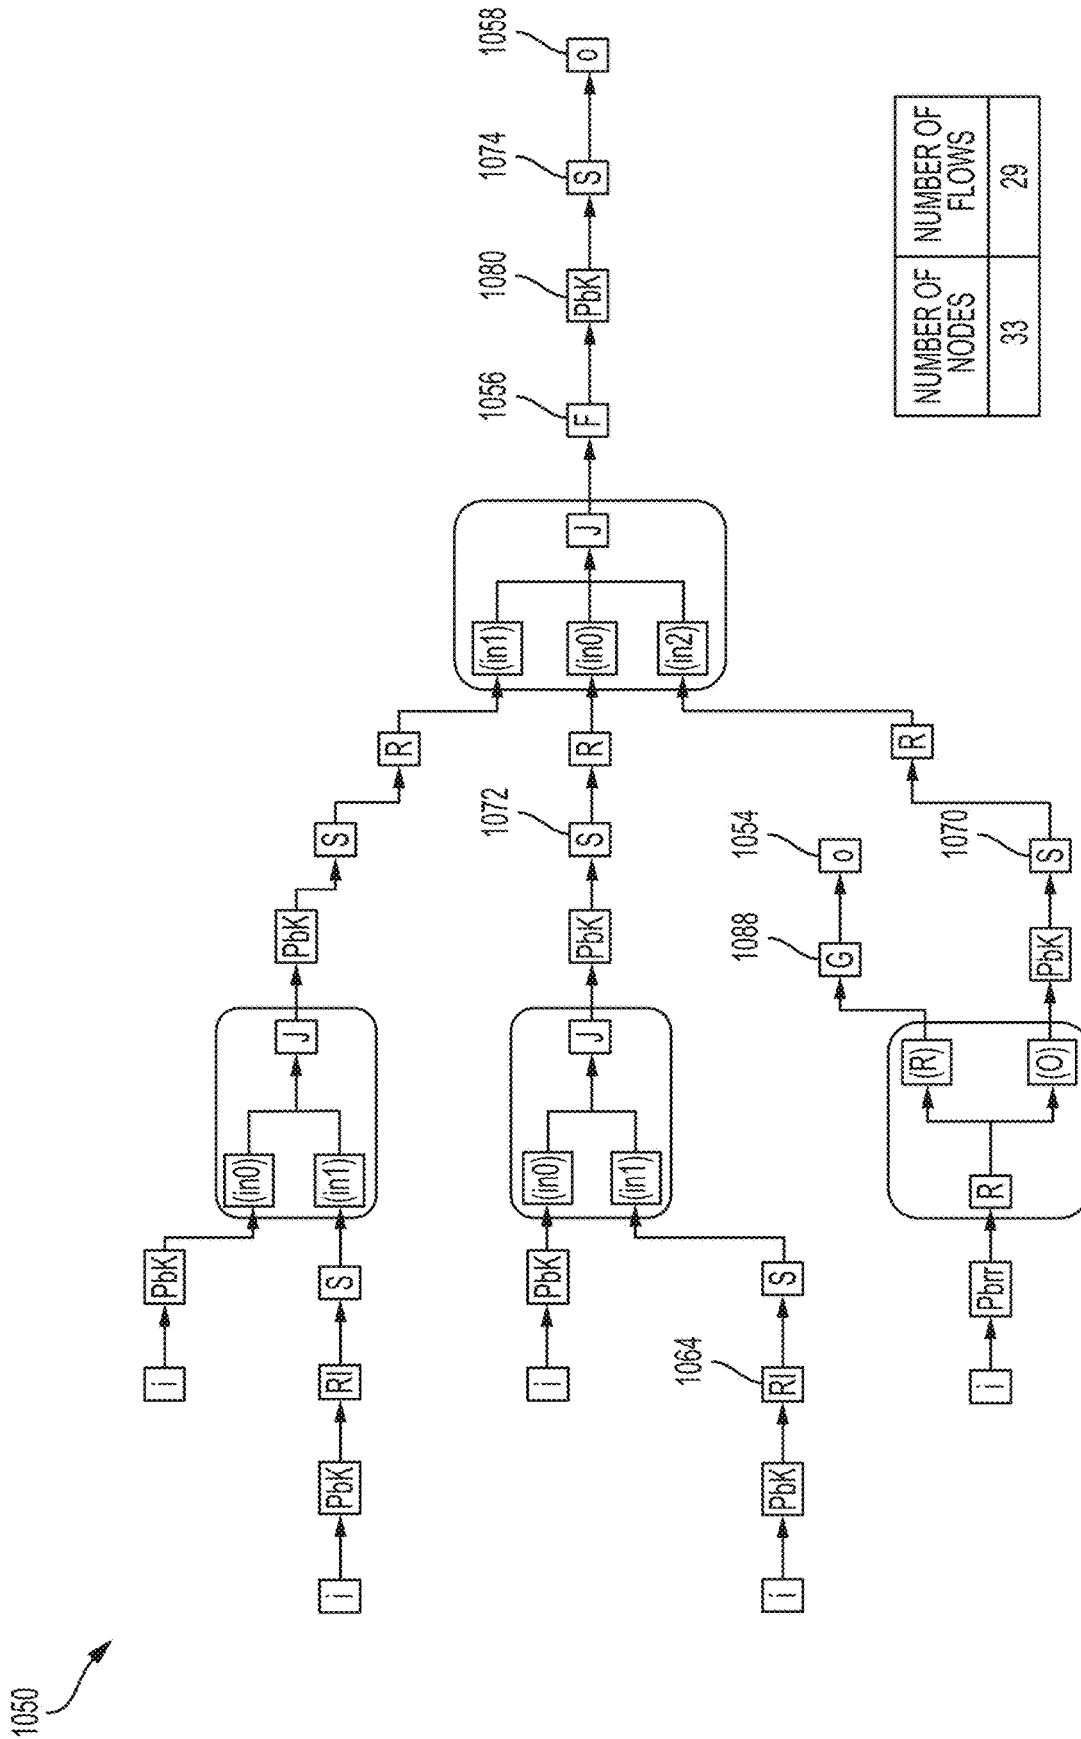 1050
i
PbK
(in0)
i
PbK
RI
S
(in1)
J
PbK
S
R
i
PbK
(in0)
i
PbK
RI
1064
S
(in1)
J
PbK
S
1072
R
i
Pbrr
R
(R)
(O)
G
1088
o
1054
PbK
S
1070
R
(in1)
(in0)
(in2)
J
F
1056
PbK
1080
S
1074
o
1058
NUMBER OF
NODES
NUMBER OF
FLOWS
33
29